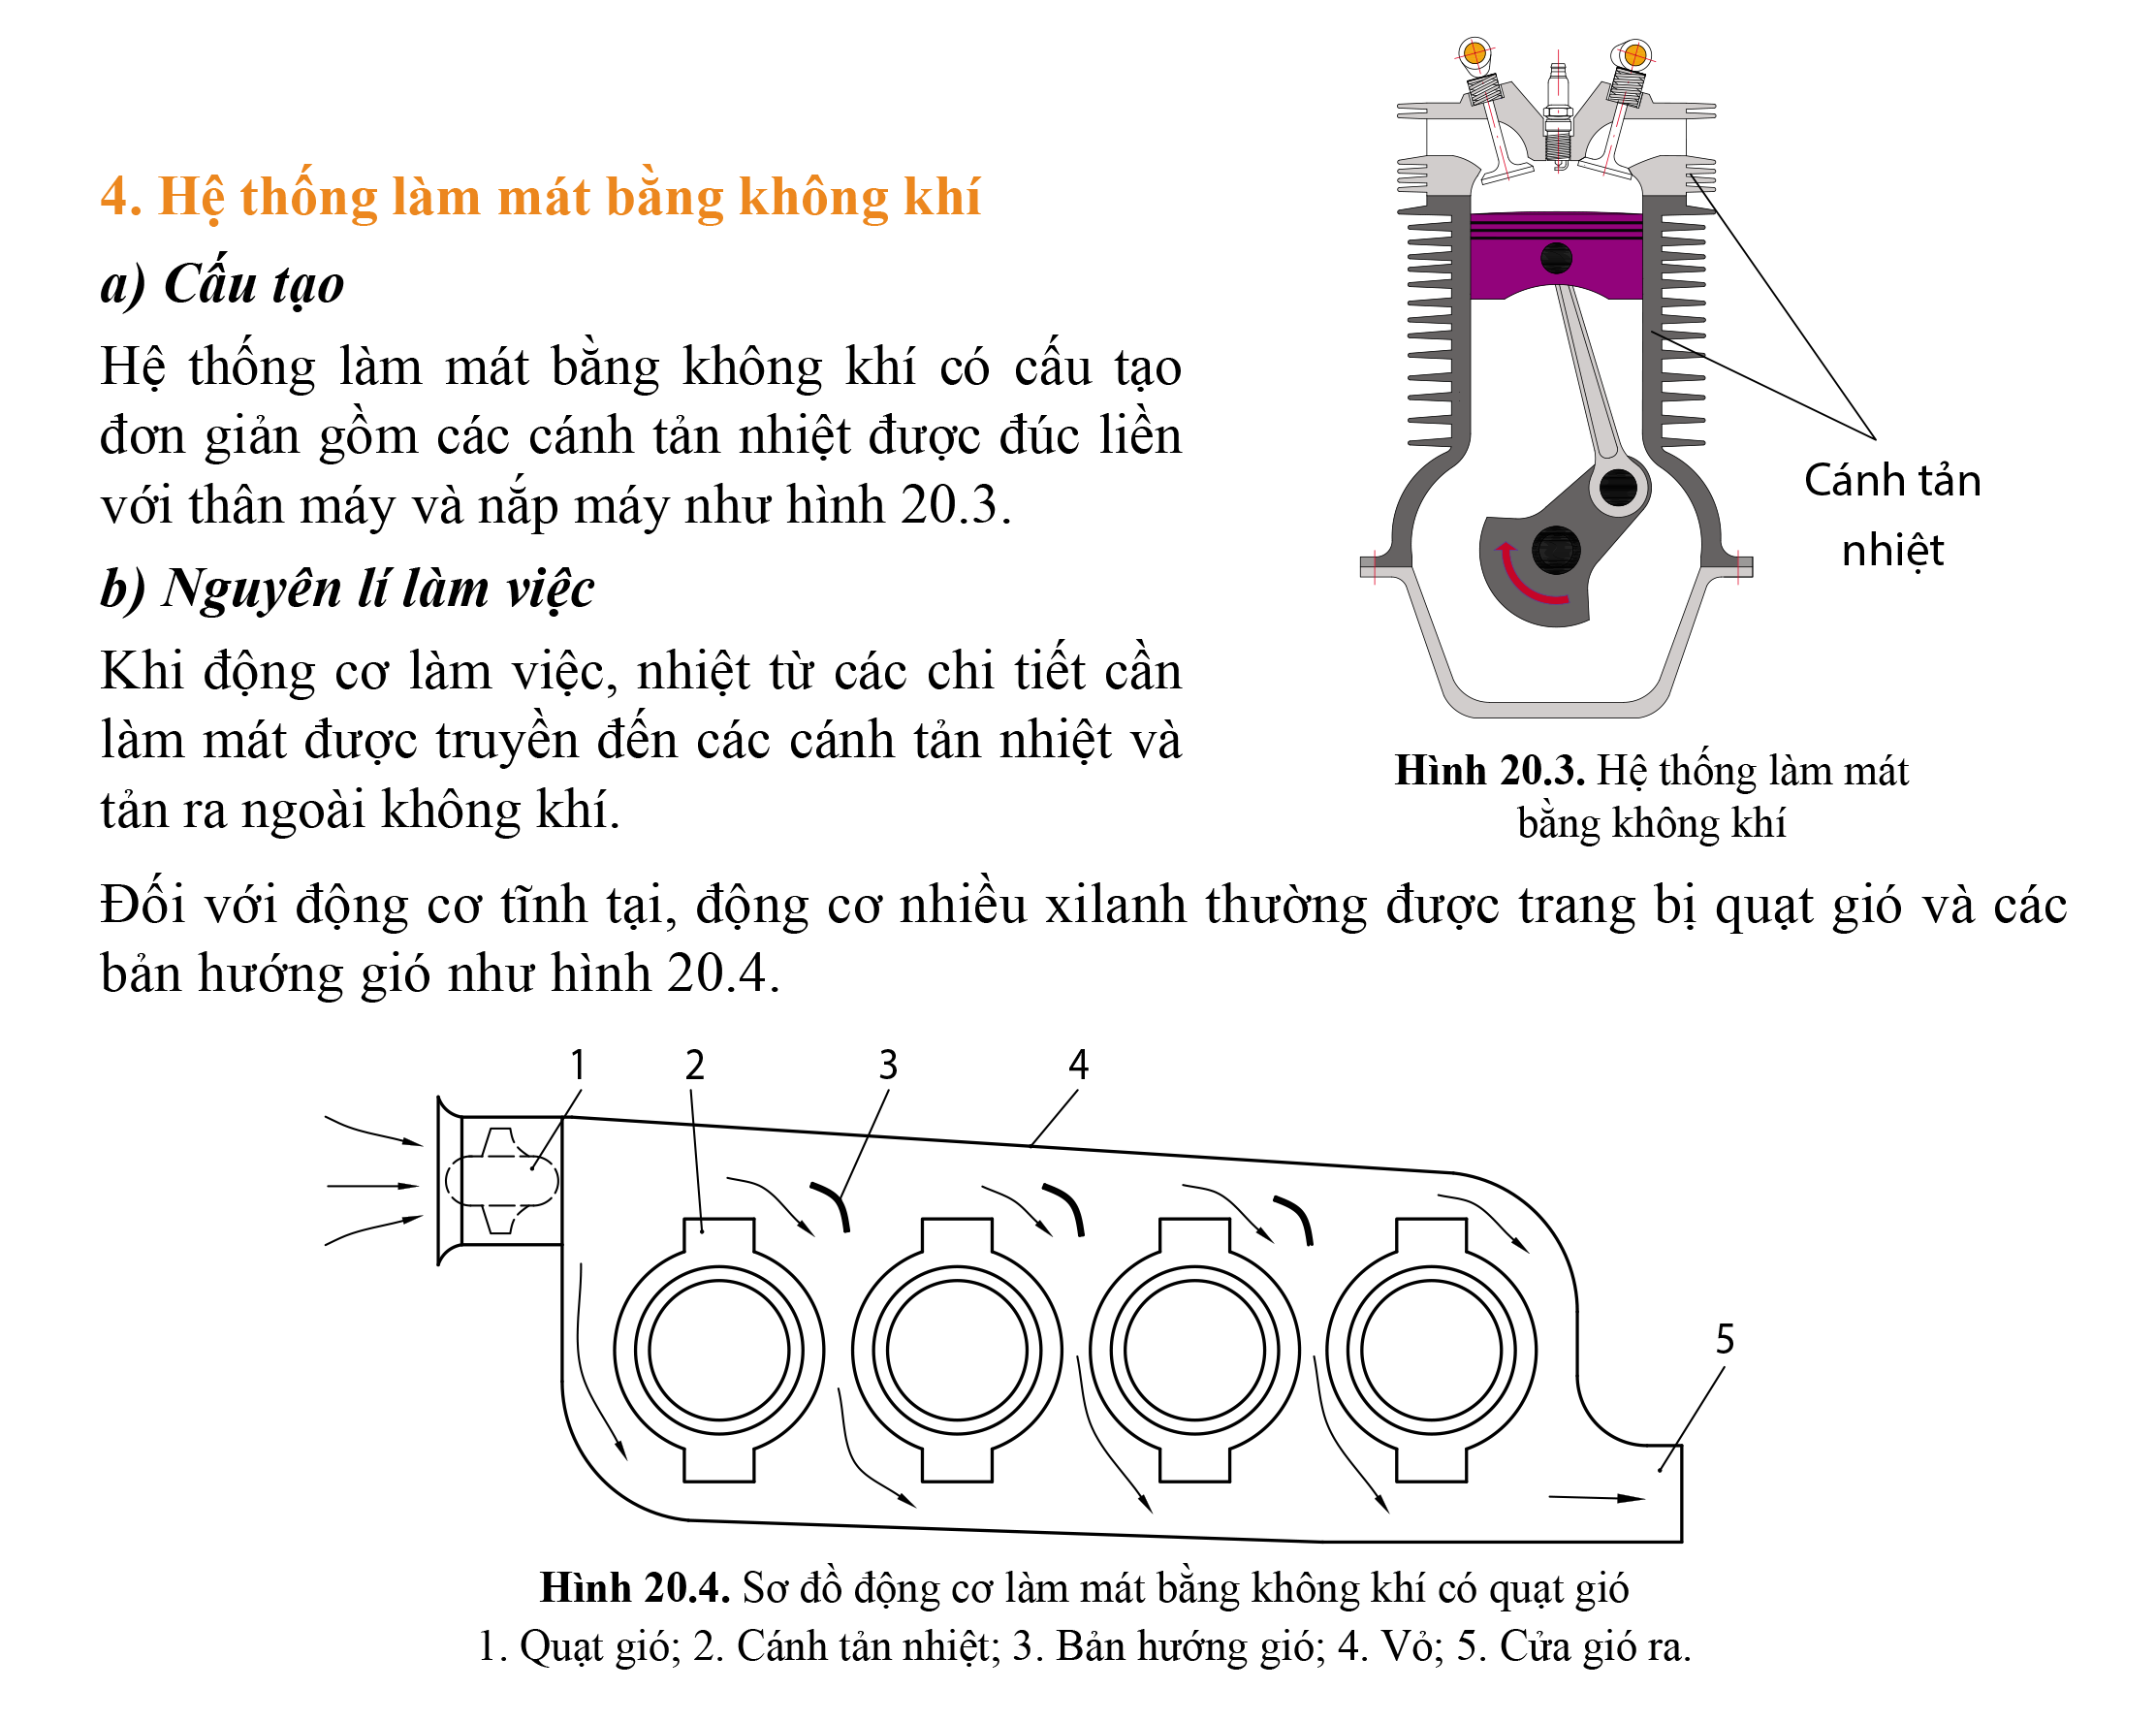 4. Hệ thống làm mát bằng không khí
a) Cấu tạo
Hệ thống làm mát bằng không khí có cấu tạo
đơn giản gồm các cánh tản nhiệt được đúc liền
với thân máy và nắp máy như hình 20.3.
b) Nguyên lí làm việc
Khi động cơ làm việc, nhiệt từ các chi tiết cần
làm mát được truyền đến các cánh tản nhiệt và
tản ra ngoài không khí.
Cánh tản
nhiệt
Hình 20.3. Hệ thống làm mát
bằng không khí
Đối với động cơ tĩnh tại, động cơ nhiều xilanh thường được trang bị quạt gió và các
bản hướng gió như hình 20.4.
1 2 3 4
5
Hình 20.4. Sơ đồ động cơ làm mát bằng không khí có quạt gió
1. Quạt gió; 2. Cánh tản nhiệt; 3. Bản hướng gió; 4. Vỏ; 5. Cửa gió ra.